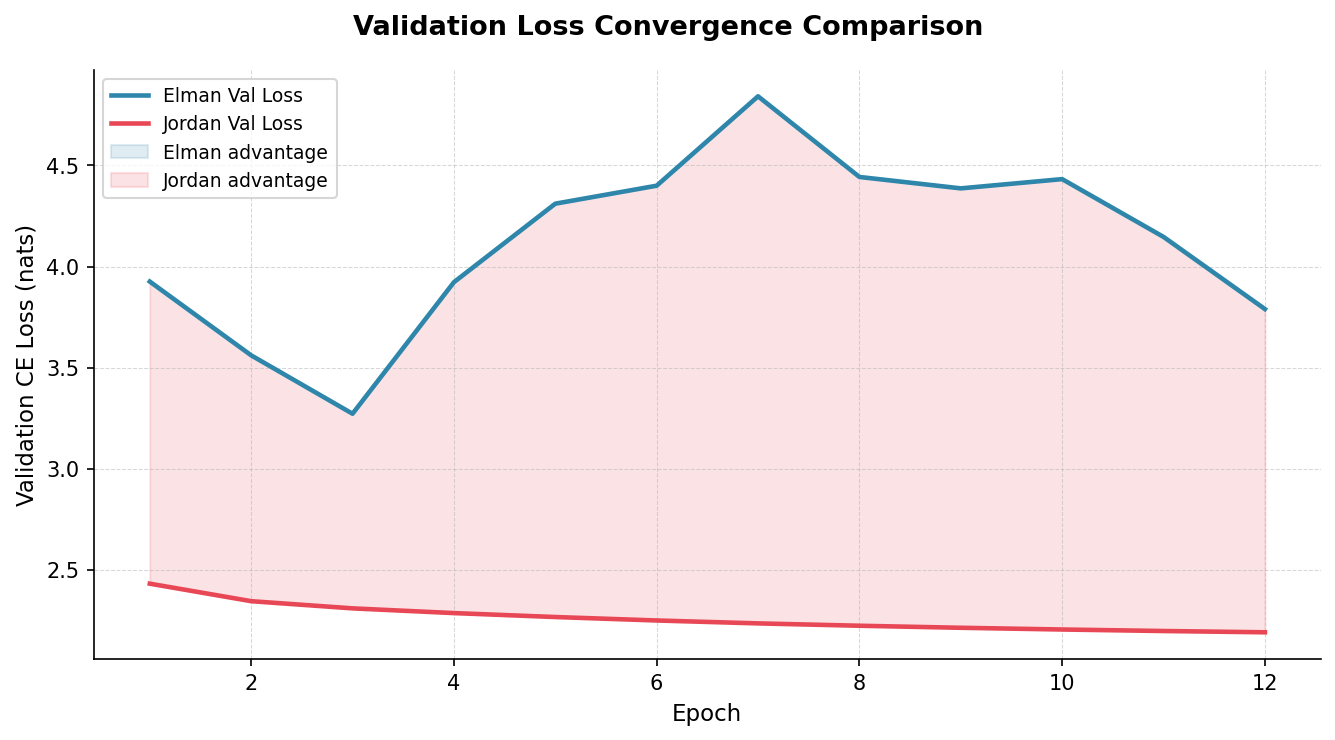 Validation Loss Convergence Comparison
Elman Val Loss
Jordan Val Loss
Elman advantage
Jordan advantage
Validation CE Loss (nats)
4.5
4.0
3.5
3.0
2.5
2 4 6 8 10 12
Epoch